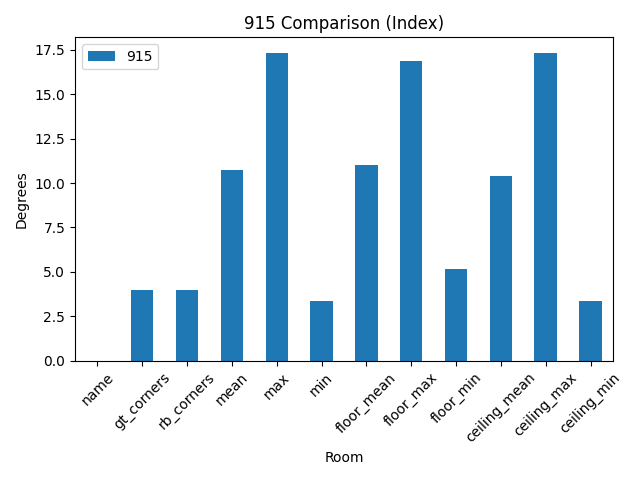 915 Comparison (Index)
915
Degrees
17.5
15.0
12.5
10.0
7.5
5.0
2.5
0.0
name
gt_corners
rb_corners
mean
max
min
floor_mean
floor_max
floor_min
ceiling_mean
ceiling_max
ceiling_min
Room